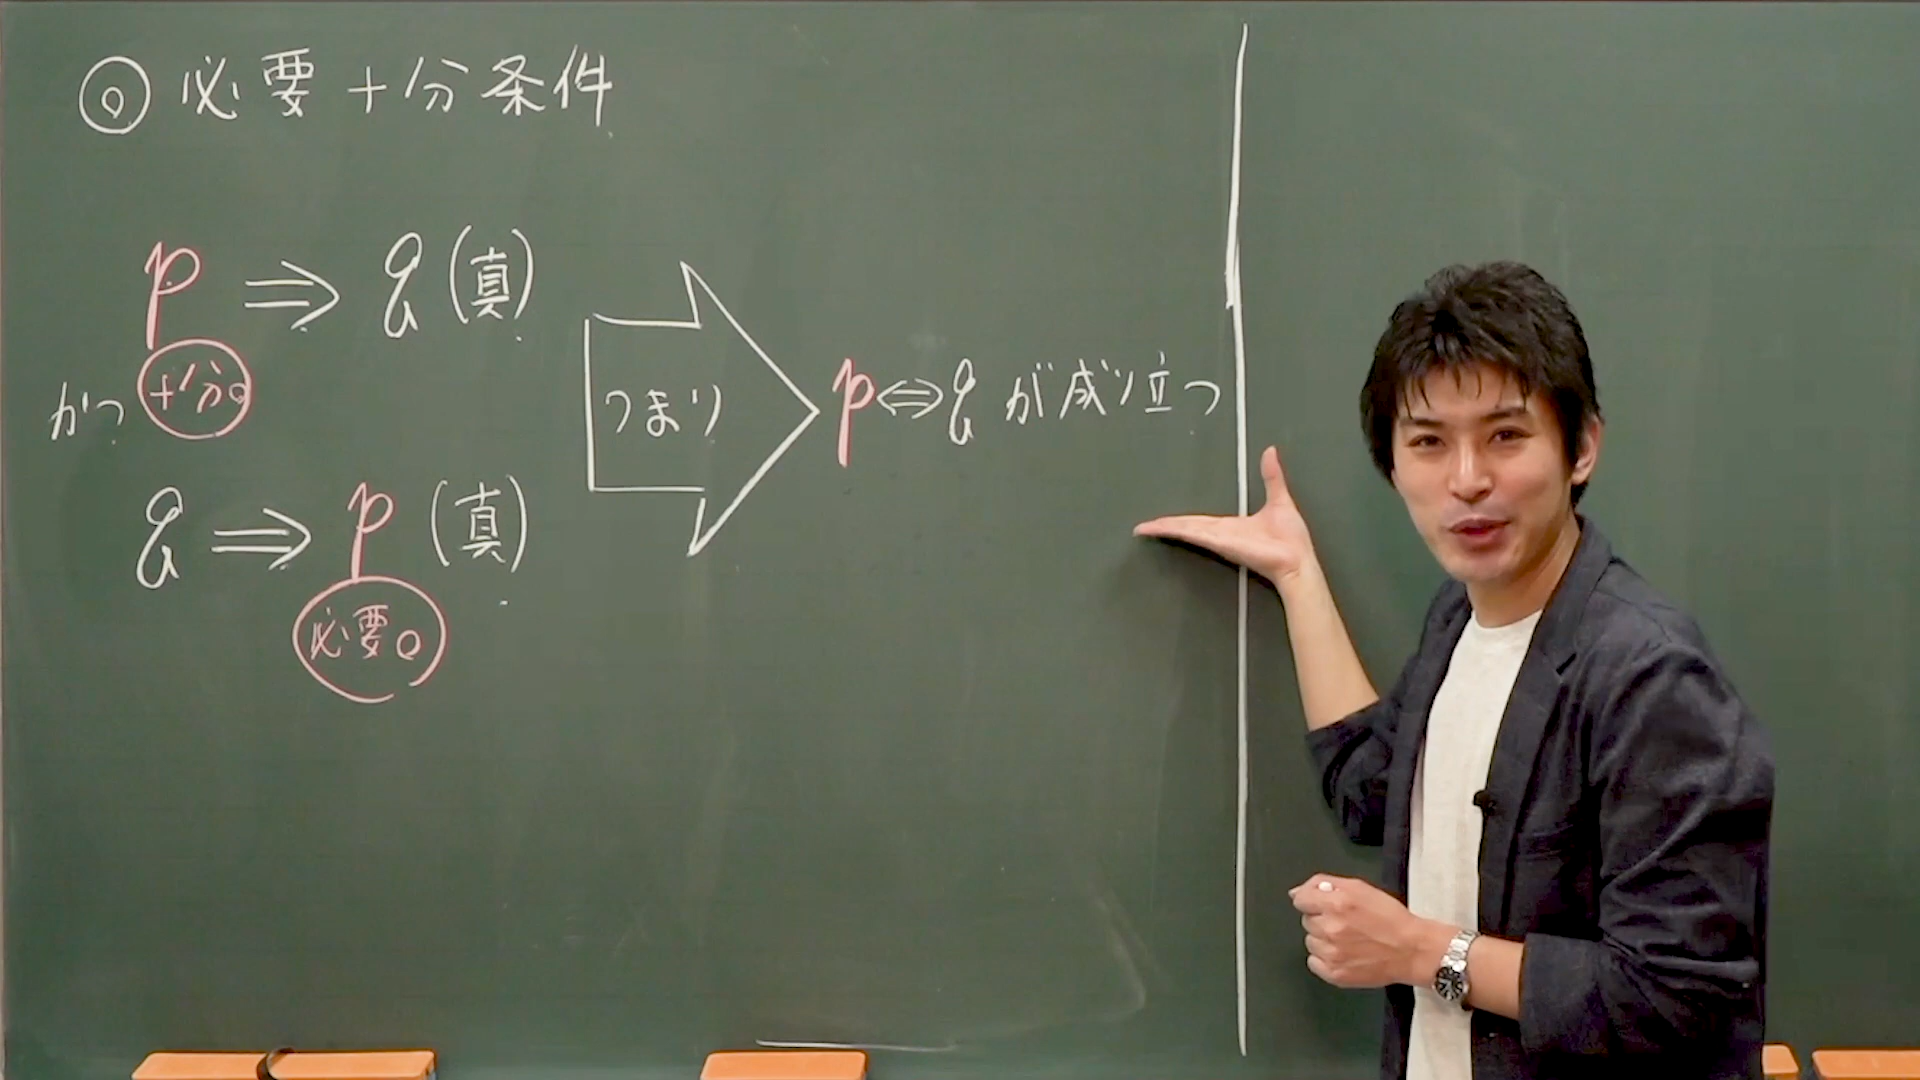 ◎ 必要十分条件
p ⇒ q (真)
十分。
かつ
q ⇒ p (真)
必要。
つまり
p ⇔ q が成り立つ